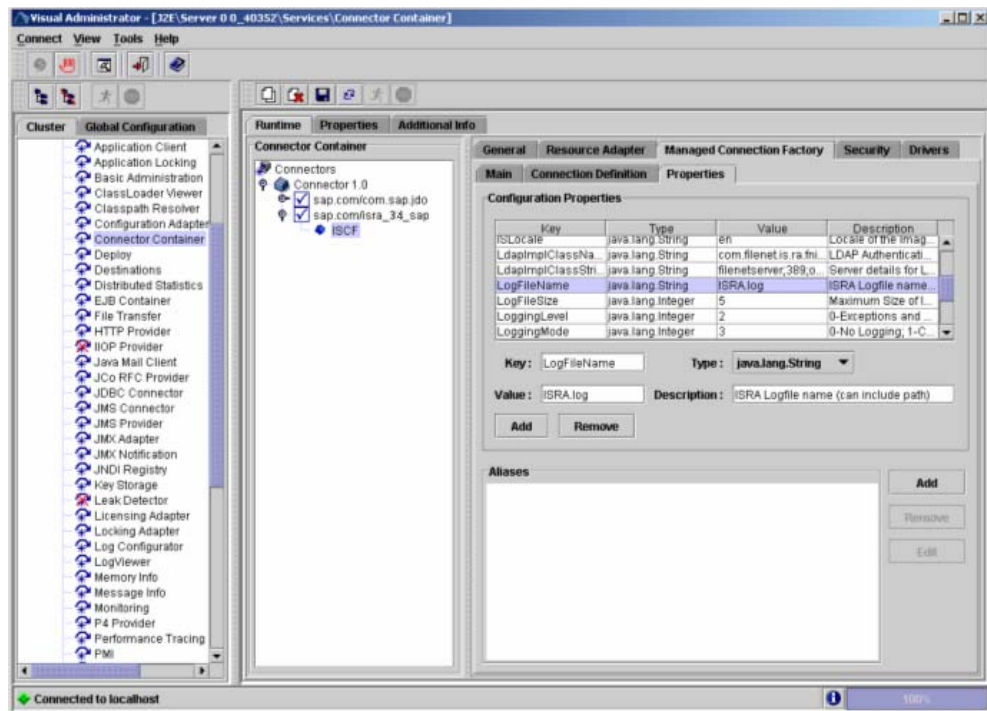 Visual Administrator - [J2E\Server 0 0_40352\Services\Connector Container]
Connect View Tools Help
Cluster Global Configuration
Application Client
Application Locking
Basic Administration
ClassLoader Viewer
Classpath Resolver
Configuration Adapter
Connector Container
Deploy
Destinations
Distributed Statistics
EJB Container
File Transfer
HTTP Provider
IIOP Provider
Java Mail Client
JCo RFC Provider
JDBC Connector
JMS Connector
JMS Provider
JMX Adapter
JMX Notification
JNDI Registry
Key Storage
Leak Detector
Licensing Adapter
Locking Adapter
Log Configurator
LogViewer
Memory Info
Message Info
Monitoring
P4 Provider
Performance Tracing
PMI
Runtime Properties Additional Info
Connector Container
Connectors
Connector 1.0
sap.com/com.sap.jdo
sap.com/isra_34_sap
ISCF
General Resource Adapter Managed Connection Factory Security Drivers
Main Connection Definition Properties
Configuration Properties
Key Type Value Description
ISLocale java.lang.String en Locale of the Imag...
LdapImplClassNa... java.lang.String com.filenet.is.ra.fni... LDAP Authenticati...
LdapImplClassStri... java.lang.String filenetserver;389;o... Server details for L...
LogFileName java.lang.String ISRA.log ISRA Logfile name...
LogFileSize java.lang.Integer 5 Maximum Size of I...
LoggingLevel java.lang.Integer 2 0-Exceptions and ...
LoggingMode java.lang.Integer 3 0-No Logging; 1-C...
Key: LogFileName Type: java.lang.String
Value: ISRA.log Description: ISRA Logfile name (can include path)
Add Remove
Aliases
Add
Remove
Edit
Connected to localhost
100%